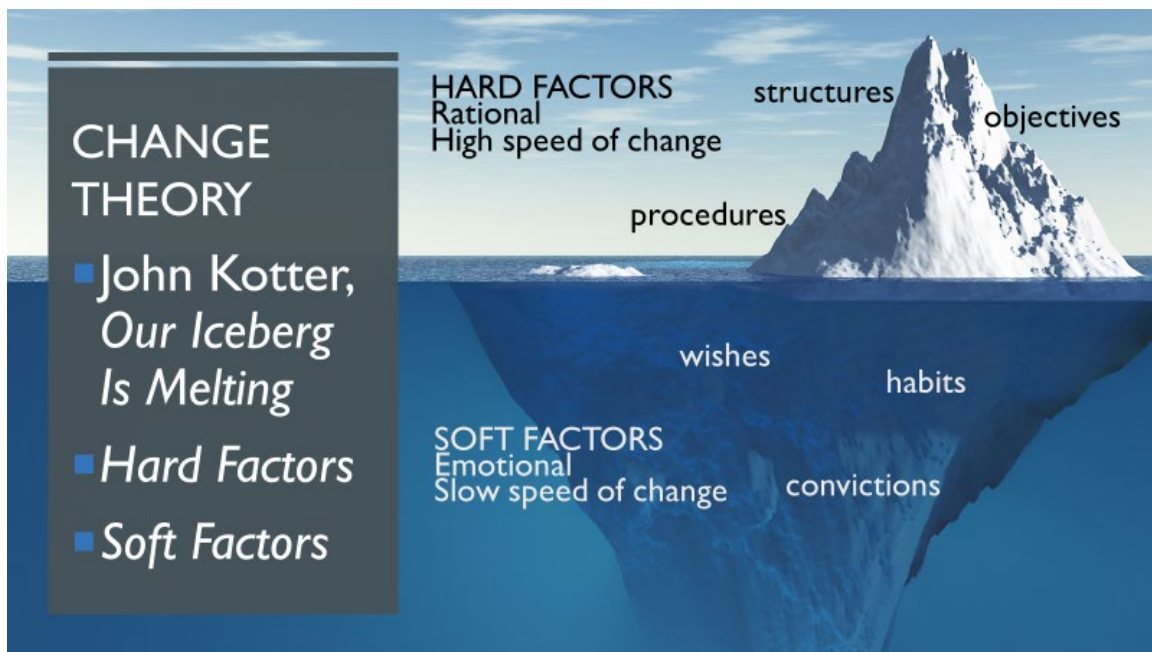 CHANGE
THEORY
John Kotter,
Our Iceberg
Is Melting
Hard Factors
Soft Factors
HARD FACTORS
Rational
High speed of change
structures
objectives
procedures
wishes
habits
SOFT FACTORS
Emotional
Slow speed of change
convictions